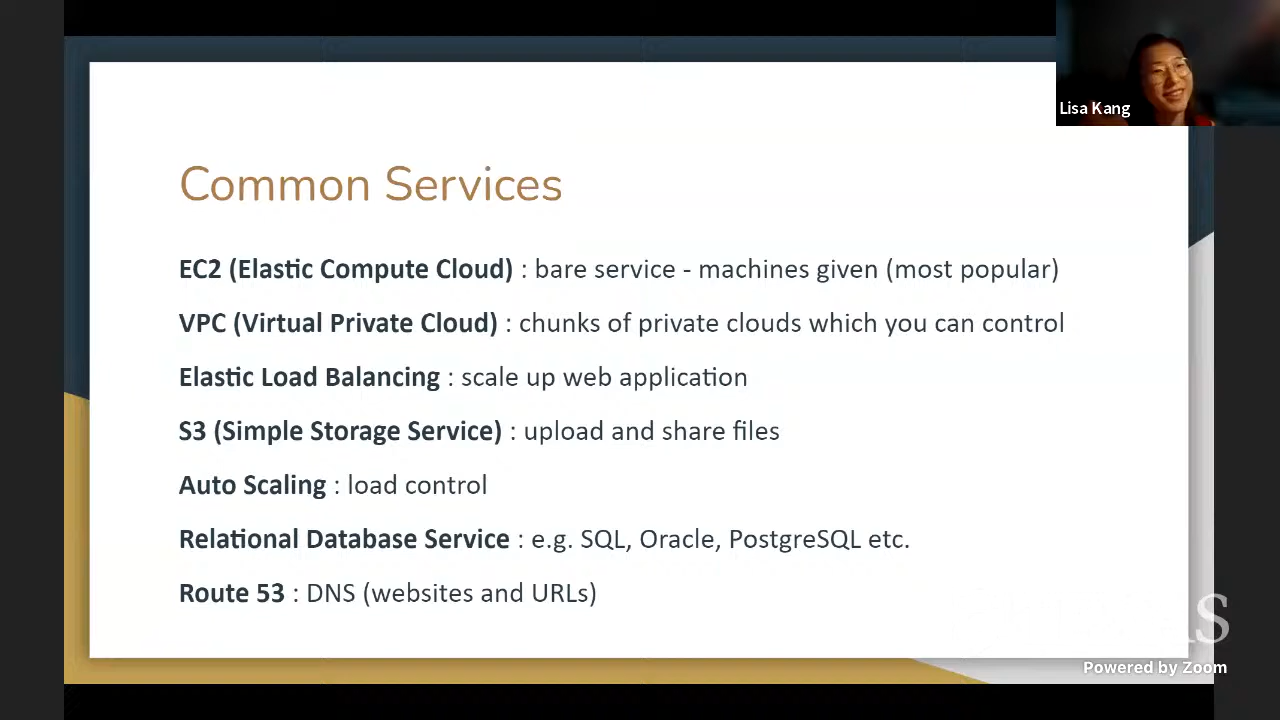 Lisa Kang
Common Services
EC2 (Elastic Compute Cloud) : bare service - machines given (most popular)
VPC (Virtual Private Cloud) : chunks of private clouds which you can control
Elastic Load Balancing : scale up web application
S3 (Simple Storage Service) : upload and share files
Auto Scaling : load control
Relational Database Service : e.g. SQL, Oracle, PostgreSQL etc.
Route 53 : DNS (websites and URLs)
Powered by Zoom